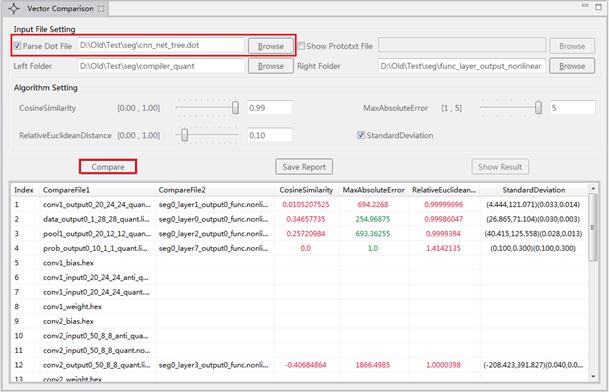 Vector Comparison
Input File Setting
Parse Dot File D:\Old\Test\seg\cnn_net_tree.dot Browse Show Prototxt File Browse
Left Folder D:\Old\Test\seg\compiler_quant Browse Right Folder D:\Old\Test\seg\func_layer_output_nonlinear Browse
Algorithm Setting
CosineSimilarity [0.00 , 1.00] 0.99 MaxAbsoluteError [1 , 5] 5
RelativeEuclideanDistance [0.00 , 1.00] 0.10 StandardDeviation
Compare Save Report Show Result
Index CompareFile1 CompareFile2 CosineSimilarity MaxAbsoluteError RelativeEuclidean... StandardDeviation
1 conv1_output0_20_24_24_quan... seg0_layer1_output0_func.nonli... 0.0105207525 694.2268 0.99999696 (4.444,121.071)(0.033,0.014)
2 data_output0_1_28_28_quant.li... seg0_layer0_output0_func.nonli... 0.34657735 254.96875 0.99986047 (26.865,71.104)(0.030,0.003)
3 pool1_output0_20_12_12_quan... seg0_layer2_output0_func.nonli... 0.25720984 693.36255 0.9999394 (40.415,125.558)(0.028,0.013)
4 prob_output0_10_1_1_quant.li... seg0_layer7_output0_func.nonli... 0.0 1.0 1.4142135 (0.100,0.300)(0.100,0.300)
5 conv1_bias.hex
6 conv1_input0_20_24_24_anti_q...
7 conv1_input0_20_24_24_quant....
8 conv1_weight.hex
9 conv2_bias.hex
10 conv2_input0_50_8_8_anti_qua...
11 conv2_input0_50_8_8_quant.no...
12 conv2_output0_50_8_8_quant.li... seg0_layer3_output0_func.nonli... -0.40684864 1866.4985 1.0000398 (-208.423,391.827)(0.040,0.0...
13 conv2_weight.hex